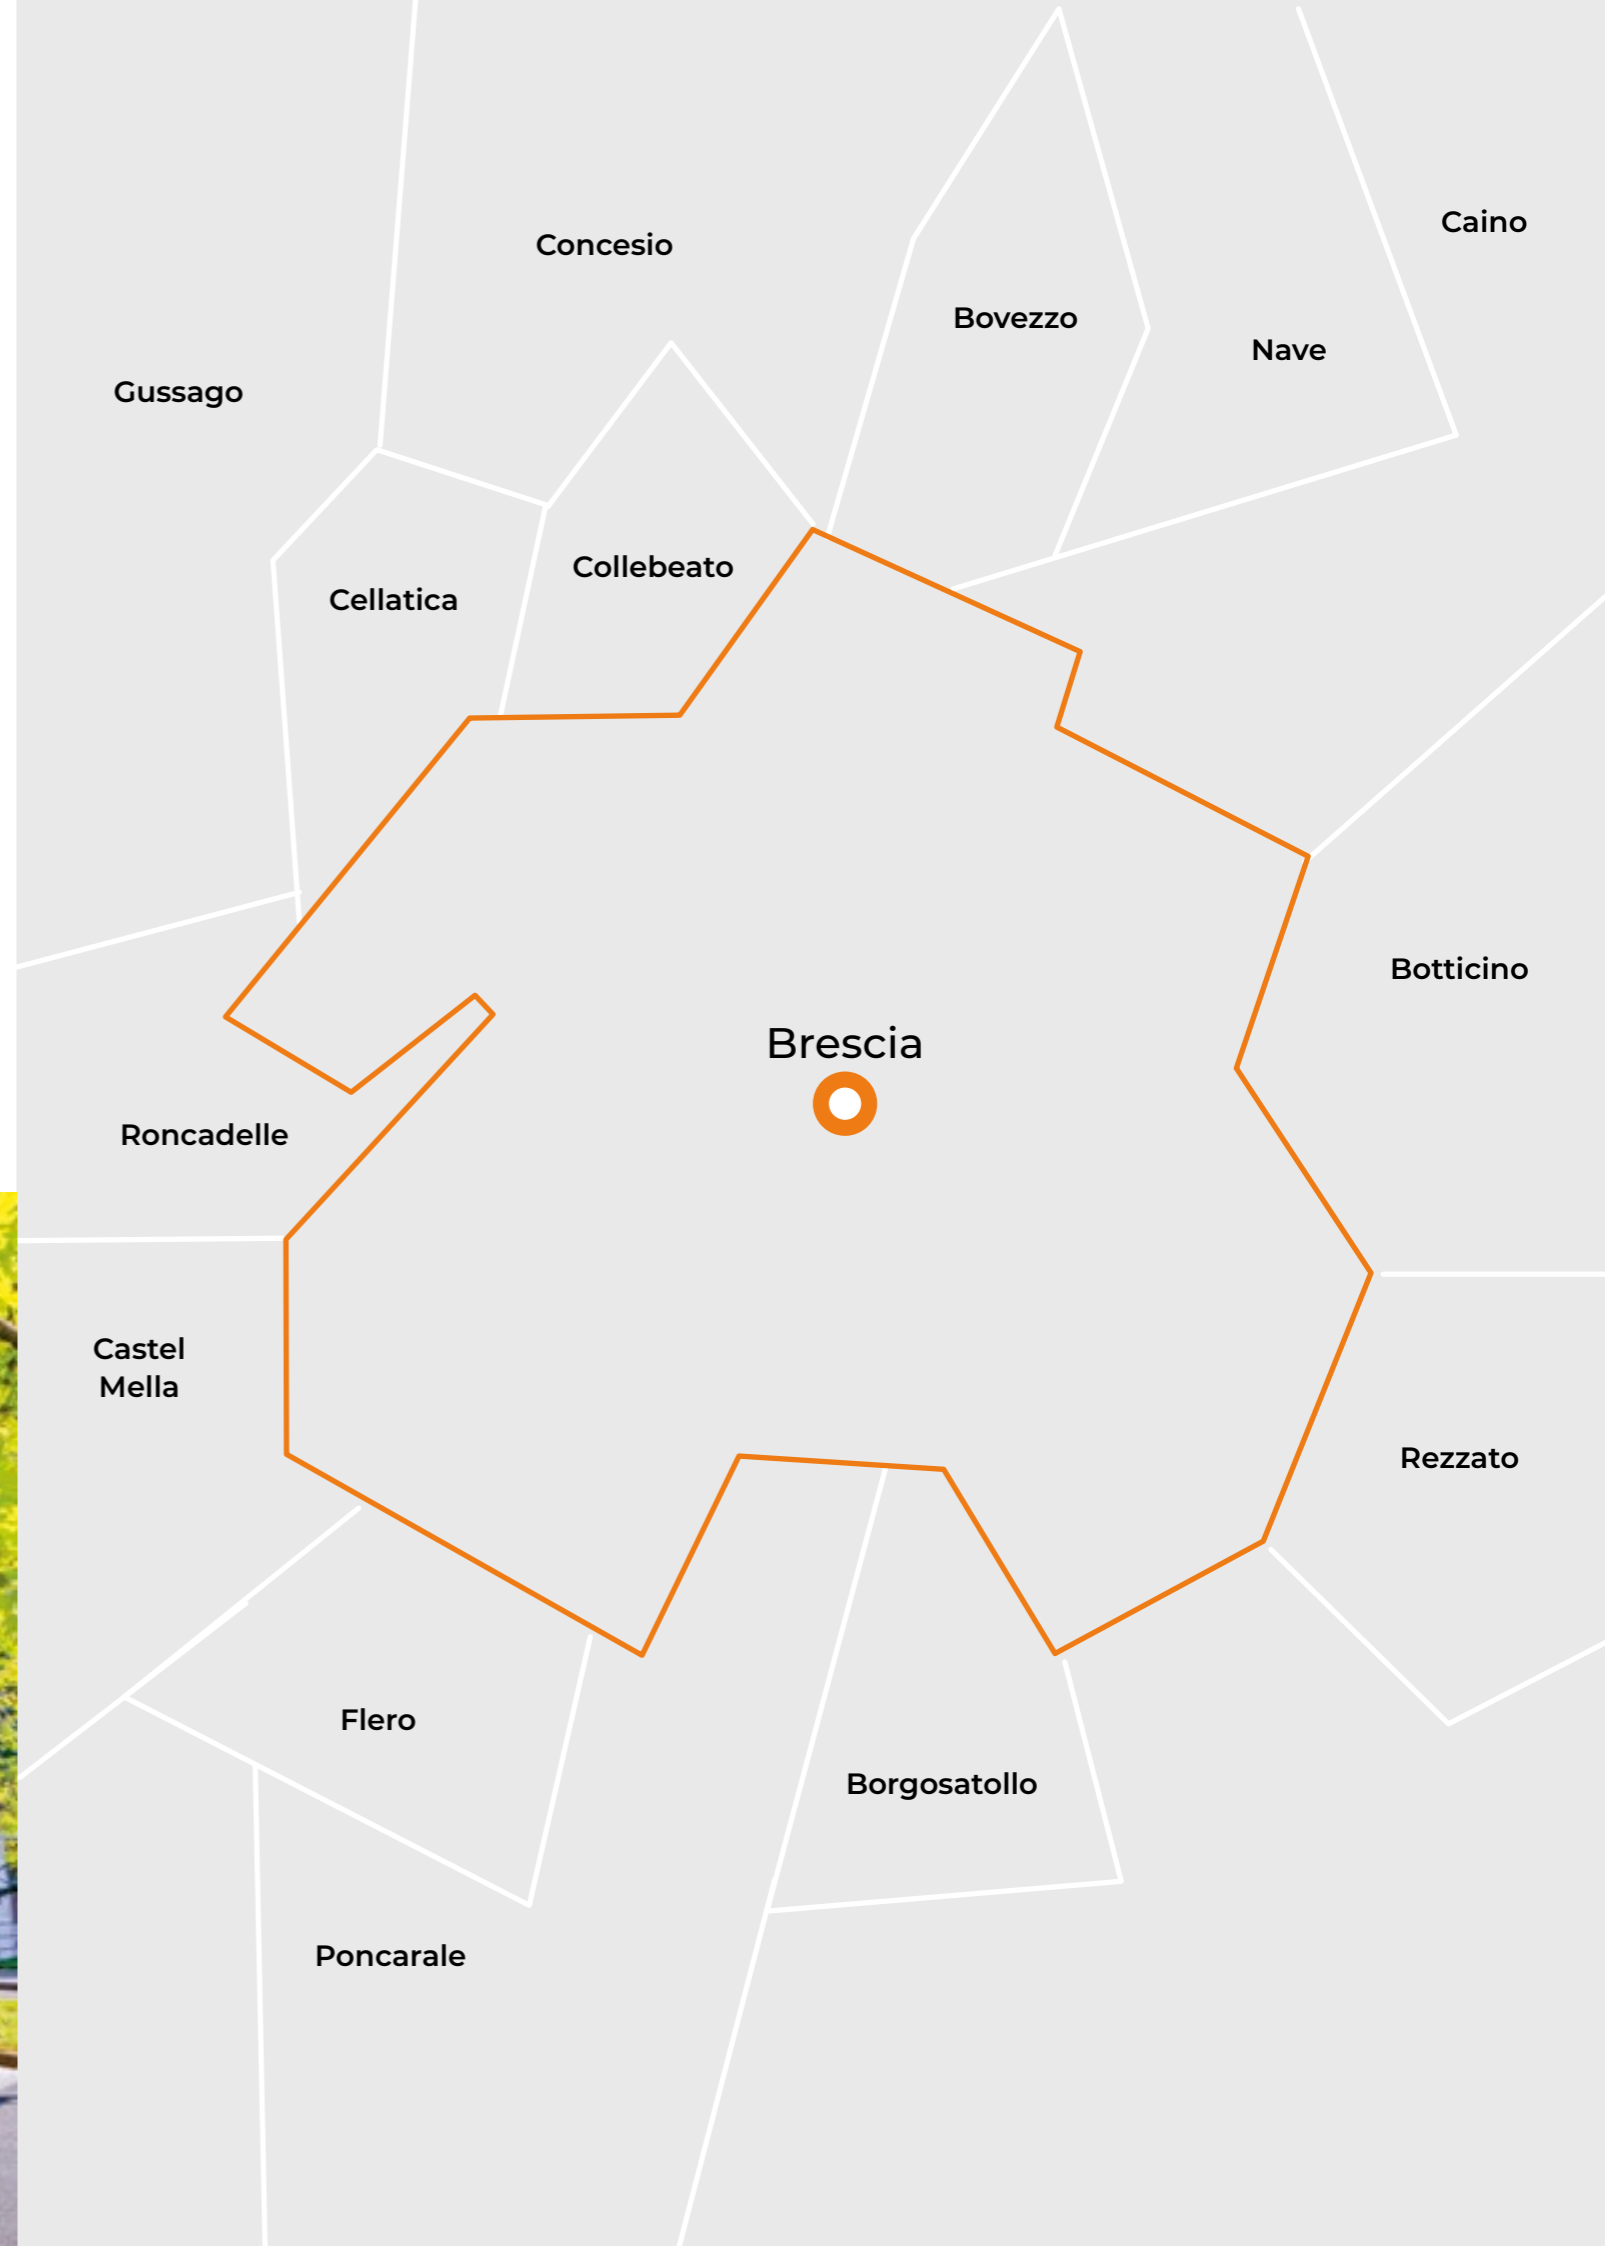 Caino
Concesio
Bovezzo
Nave
Gussago
Collebeato
Cellatica
Botticino
Brescia
Roncadelle
Castel
Mella
Rezzato
Flero
Borgosatollo
Poncarale